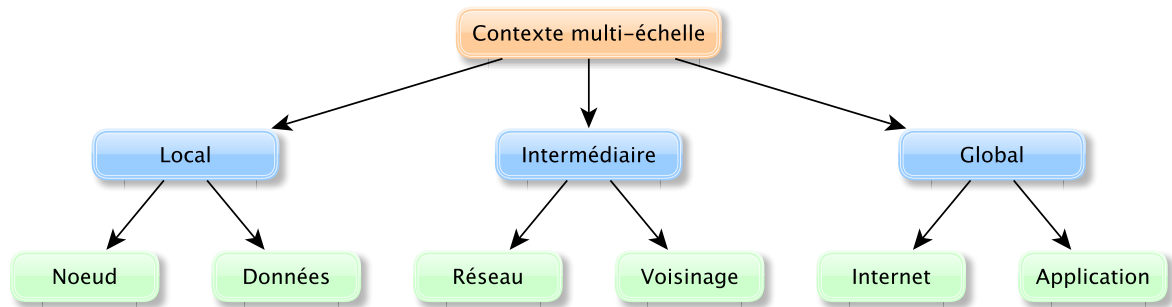 Contexte multi-échelle
Local
Intermédiaire
Global
Noeud
Données
Réseau
Voisinage
Internet
Application